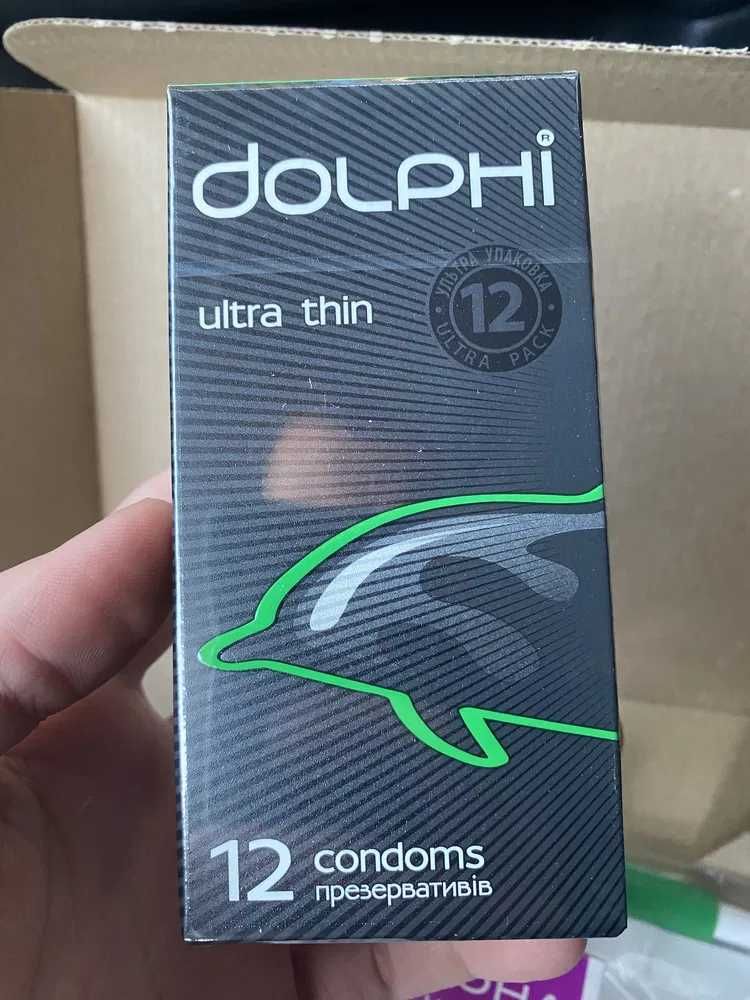 dOLPHi®
ultra thin
УЛЬТРА УПАКОВКА
12
ULTRA - PACK
12 condoms
презервативів